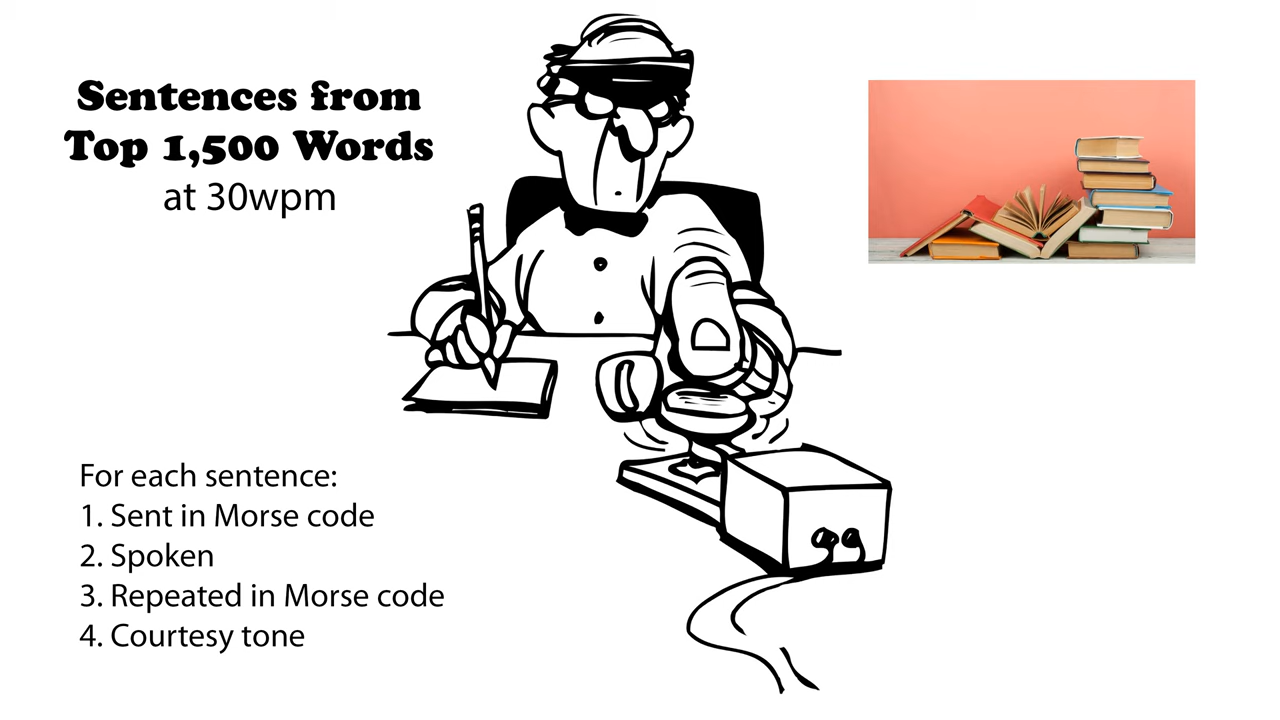 Sentences from
Top 1,500 Words
at 30wpm
For each sentence:
1. Sent in Morse code
2. Spoken
3. Repeated in Morse code
4. Courtesy tone